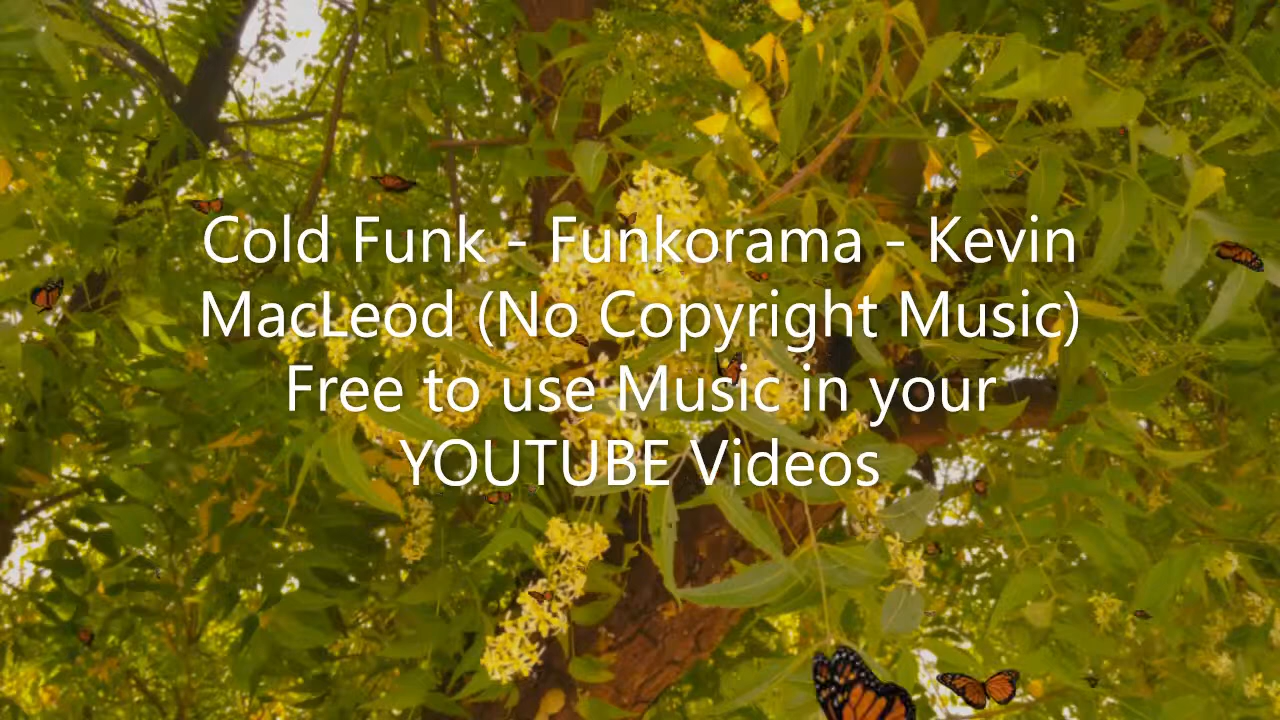 Cold Funk - Funkorama - Kevin
MacLeod (No Copyright Music)
Free to use Music in your
YOUTUBE Videos